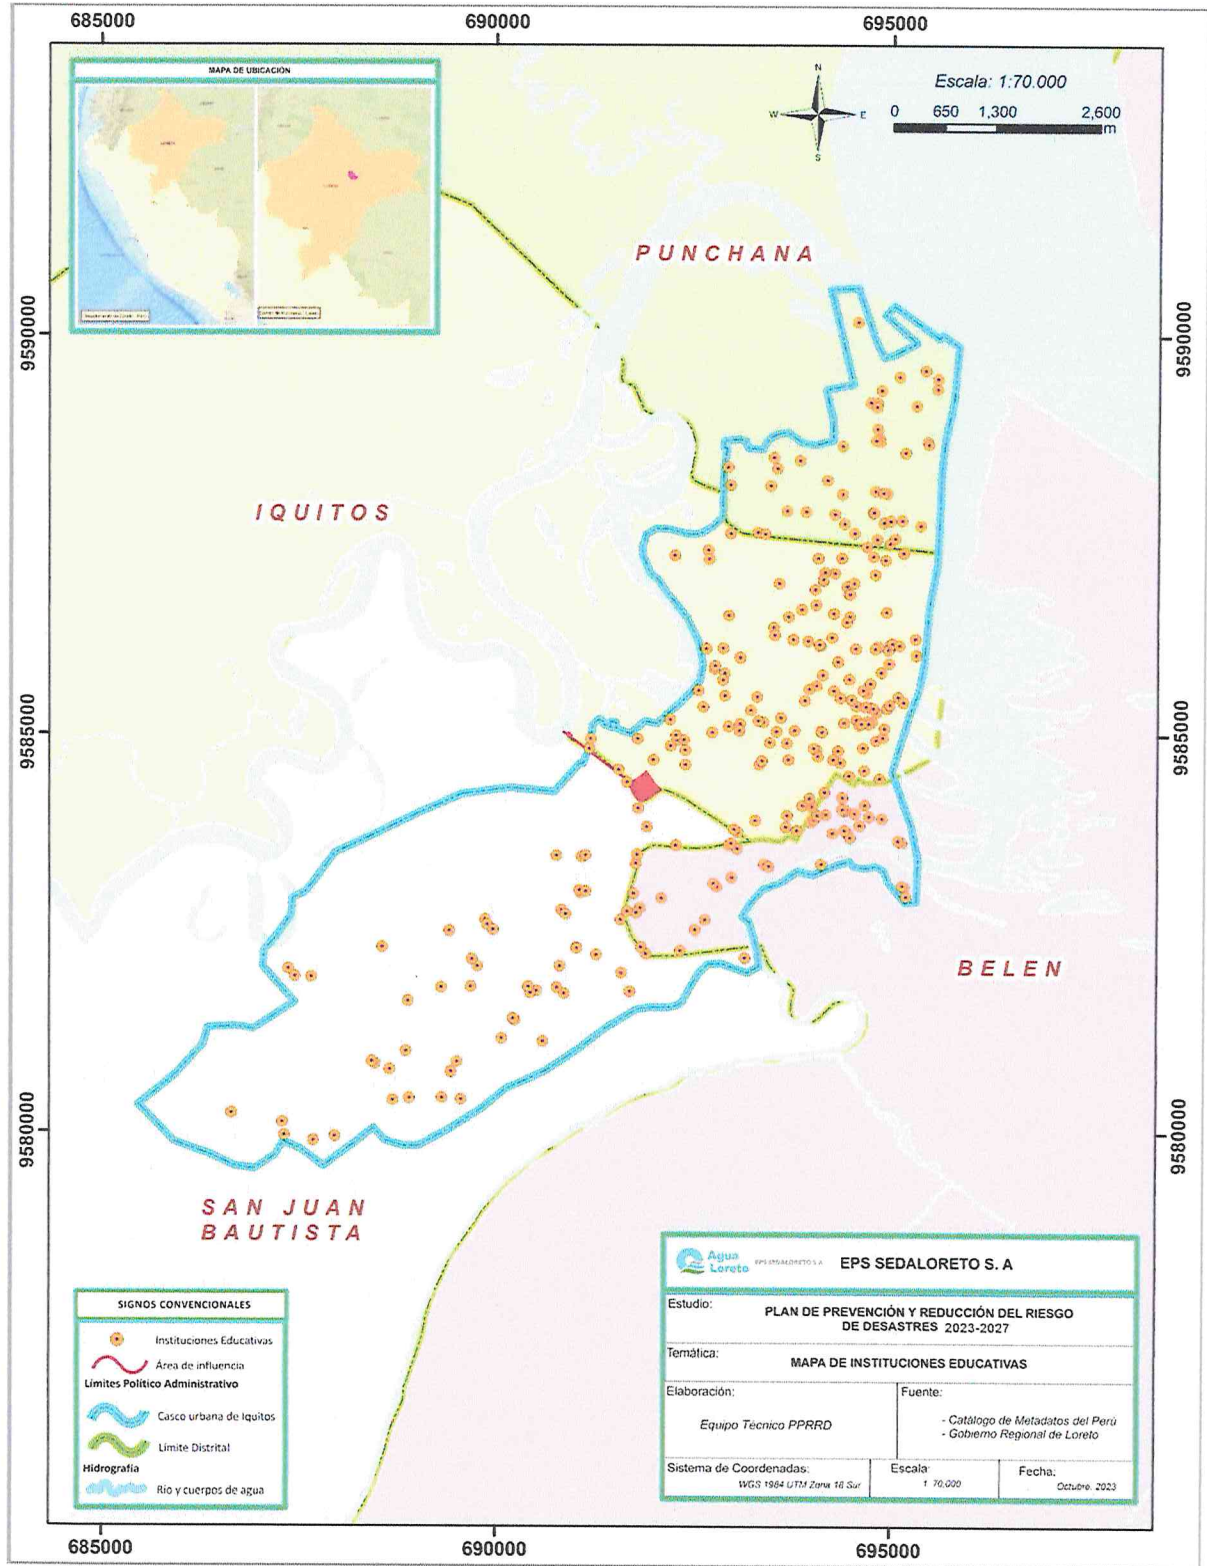 685000
690000
695000
MAPA DE UBICACIÓN
N
W
E
S
Escala: 1:70.000
0 650 1,300 2,600
m
PUNCHANA
9590000
9590000
IQUITOS
9585000
9585000
BELEN
9580000
9580000
SAN JUAN
BAUTISTA
SIGNOS CONVENCIONALES
Instituciones Educativas
Área de influencia
Límites Político Administrativo
Casco urbana de Iquitos
Límite Distrital
Hidrografía
Río y cuerpos de agua
Agua
Loreto
EPS SEDALORETO S.A
EPS SEDALORETO S. A
Estudio:
PLAN DE PREVENCIÓN Y REDUCCIÓN DEL RIESGO
DE DESASTRES 2023-2027
Temática:
MAPA DE INSTITUCIONES EDUCATIVAS
Elaboración:
Equipo Técnico PPRRD
Fuente:
- Catálogo de Metadatos del Perú
- Gobierno Regional de Loreto
Sistema de Coordenadas:
WGS 1984 UTM Zona 18 Sur
Escala:
1 70,000
Fecha:
Octubre, 2023
685000
690000
695000